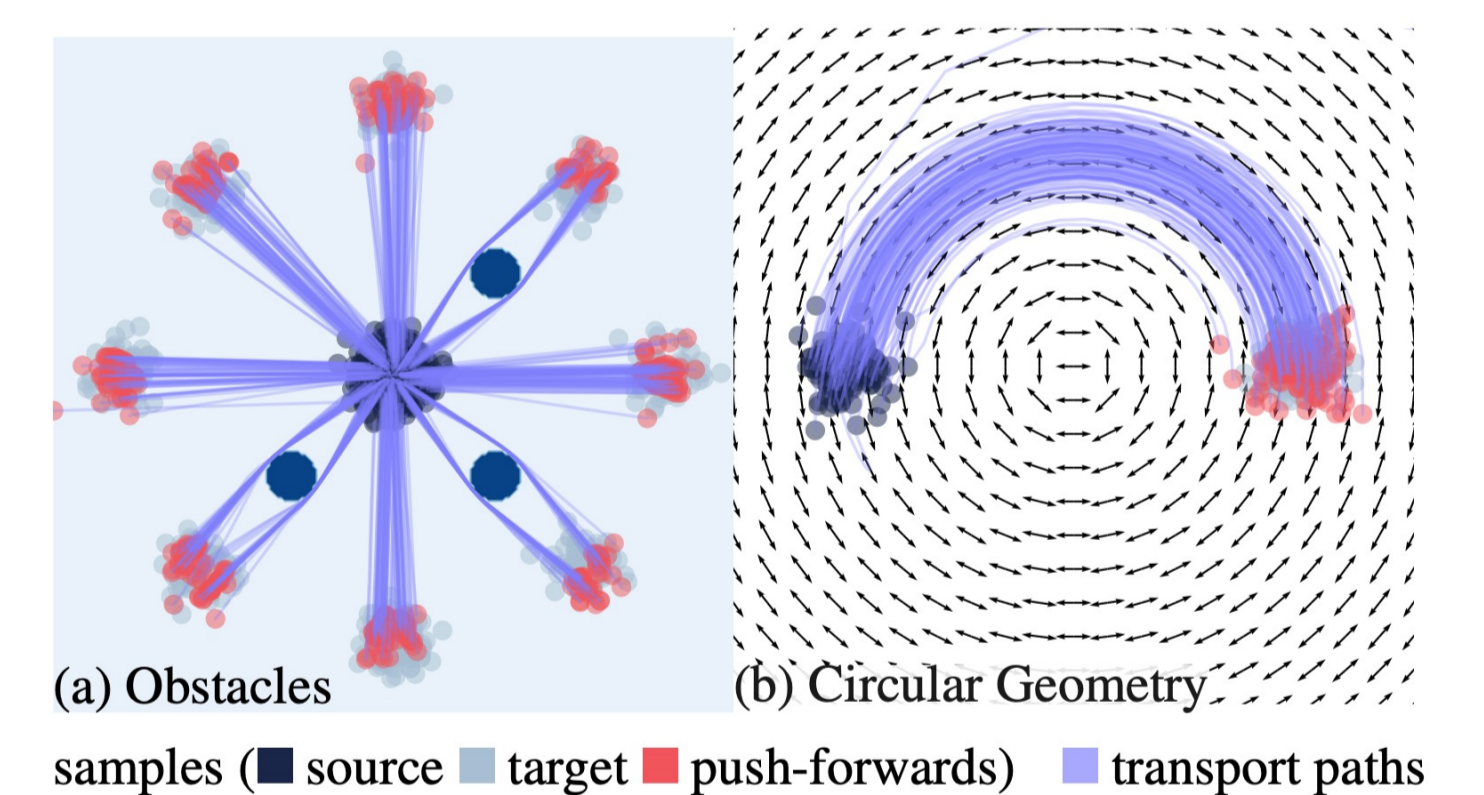 (a) Obstacles
(b) Circular Geometry
samples (source target push-forwards) transport paths